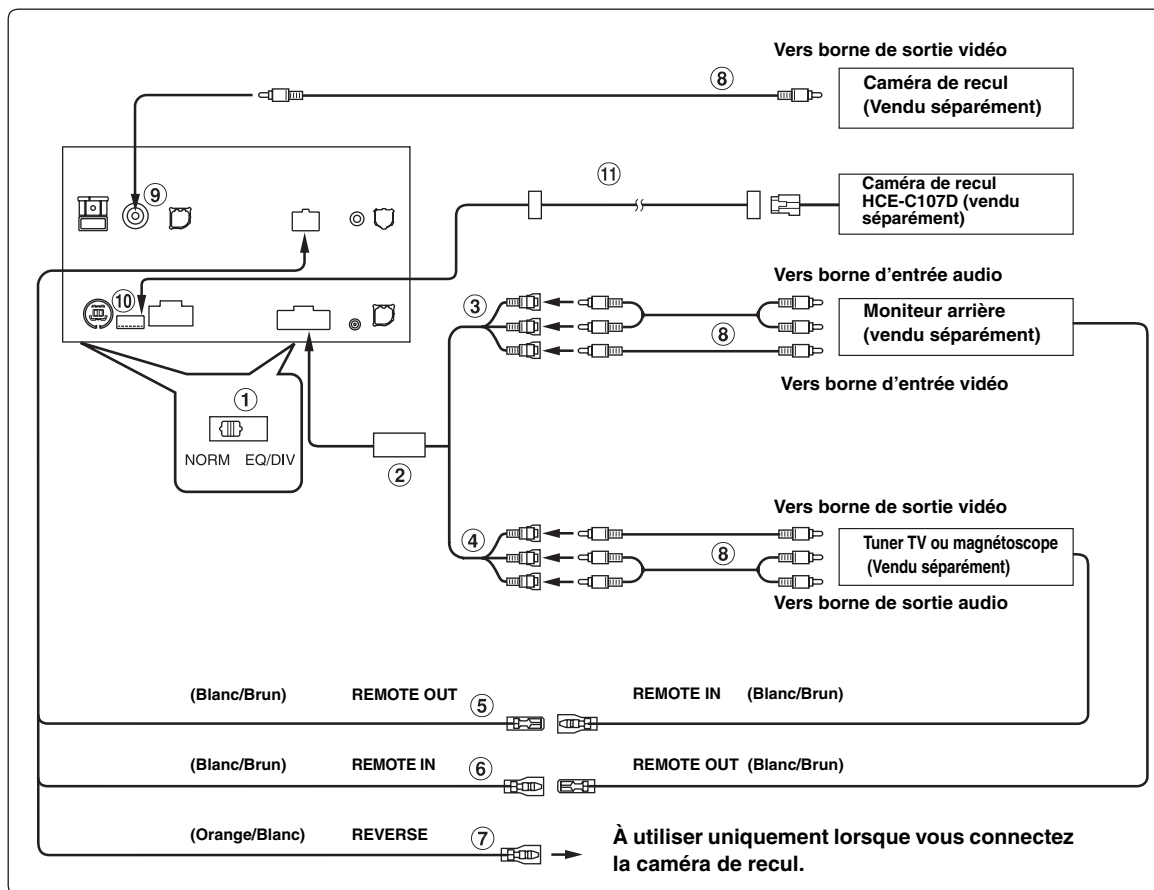 Vers borne de sortie vidéo
⑧
Caméra de recul
(Vendu séparément)
⑨
⑪
Caméra de recul
HCE-C107D (vendu
séparément)
Vers borne d'entrée audio
⑩
③
Moniteur arrière
(vendu séparément)
⑧
Vers borne d'entrée vidéo
①
NORM EQ/DIV
②
Vers borne de sortie vidéo
④
⑧
Tuner TV ou magnétoscope
(Vendu séparément)
Vers borne de sortie audio
(Blanc/Brun) REMOTE OUT ⑤ REMOTE IN (Blanc/Brun)
(Blanc/Brun) REMOTE IN ⑥ REMOTE OUT (Blanc/Brun)
(Orange/Blanc) REVERSE ⑦
À utiliser uniquement lorsque vous connectez
la caméra de recul.